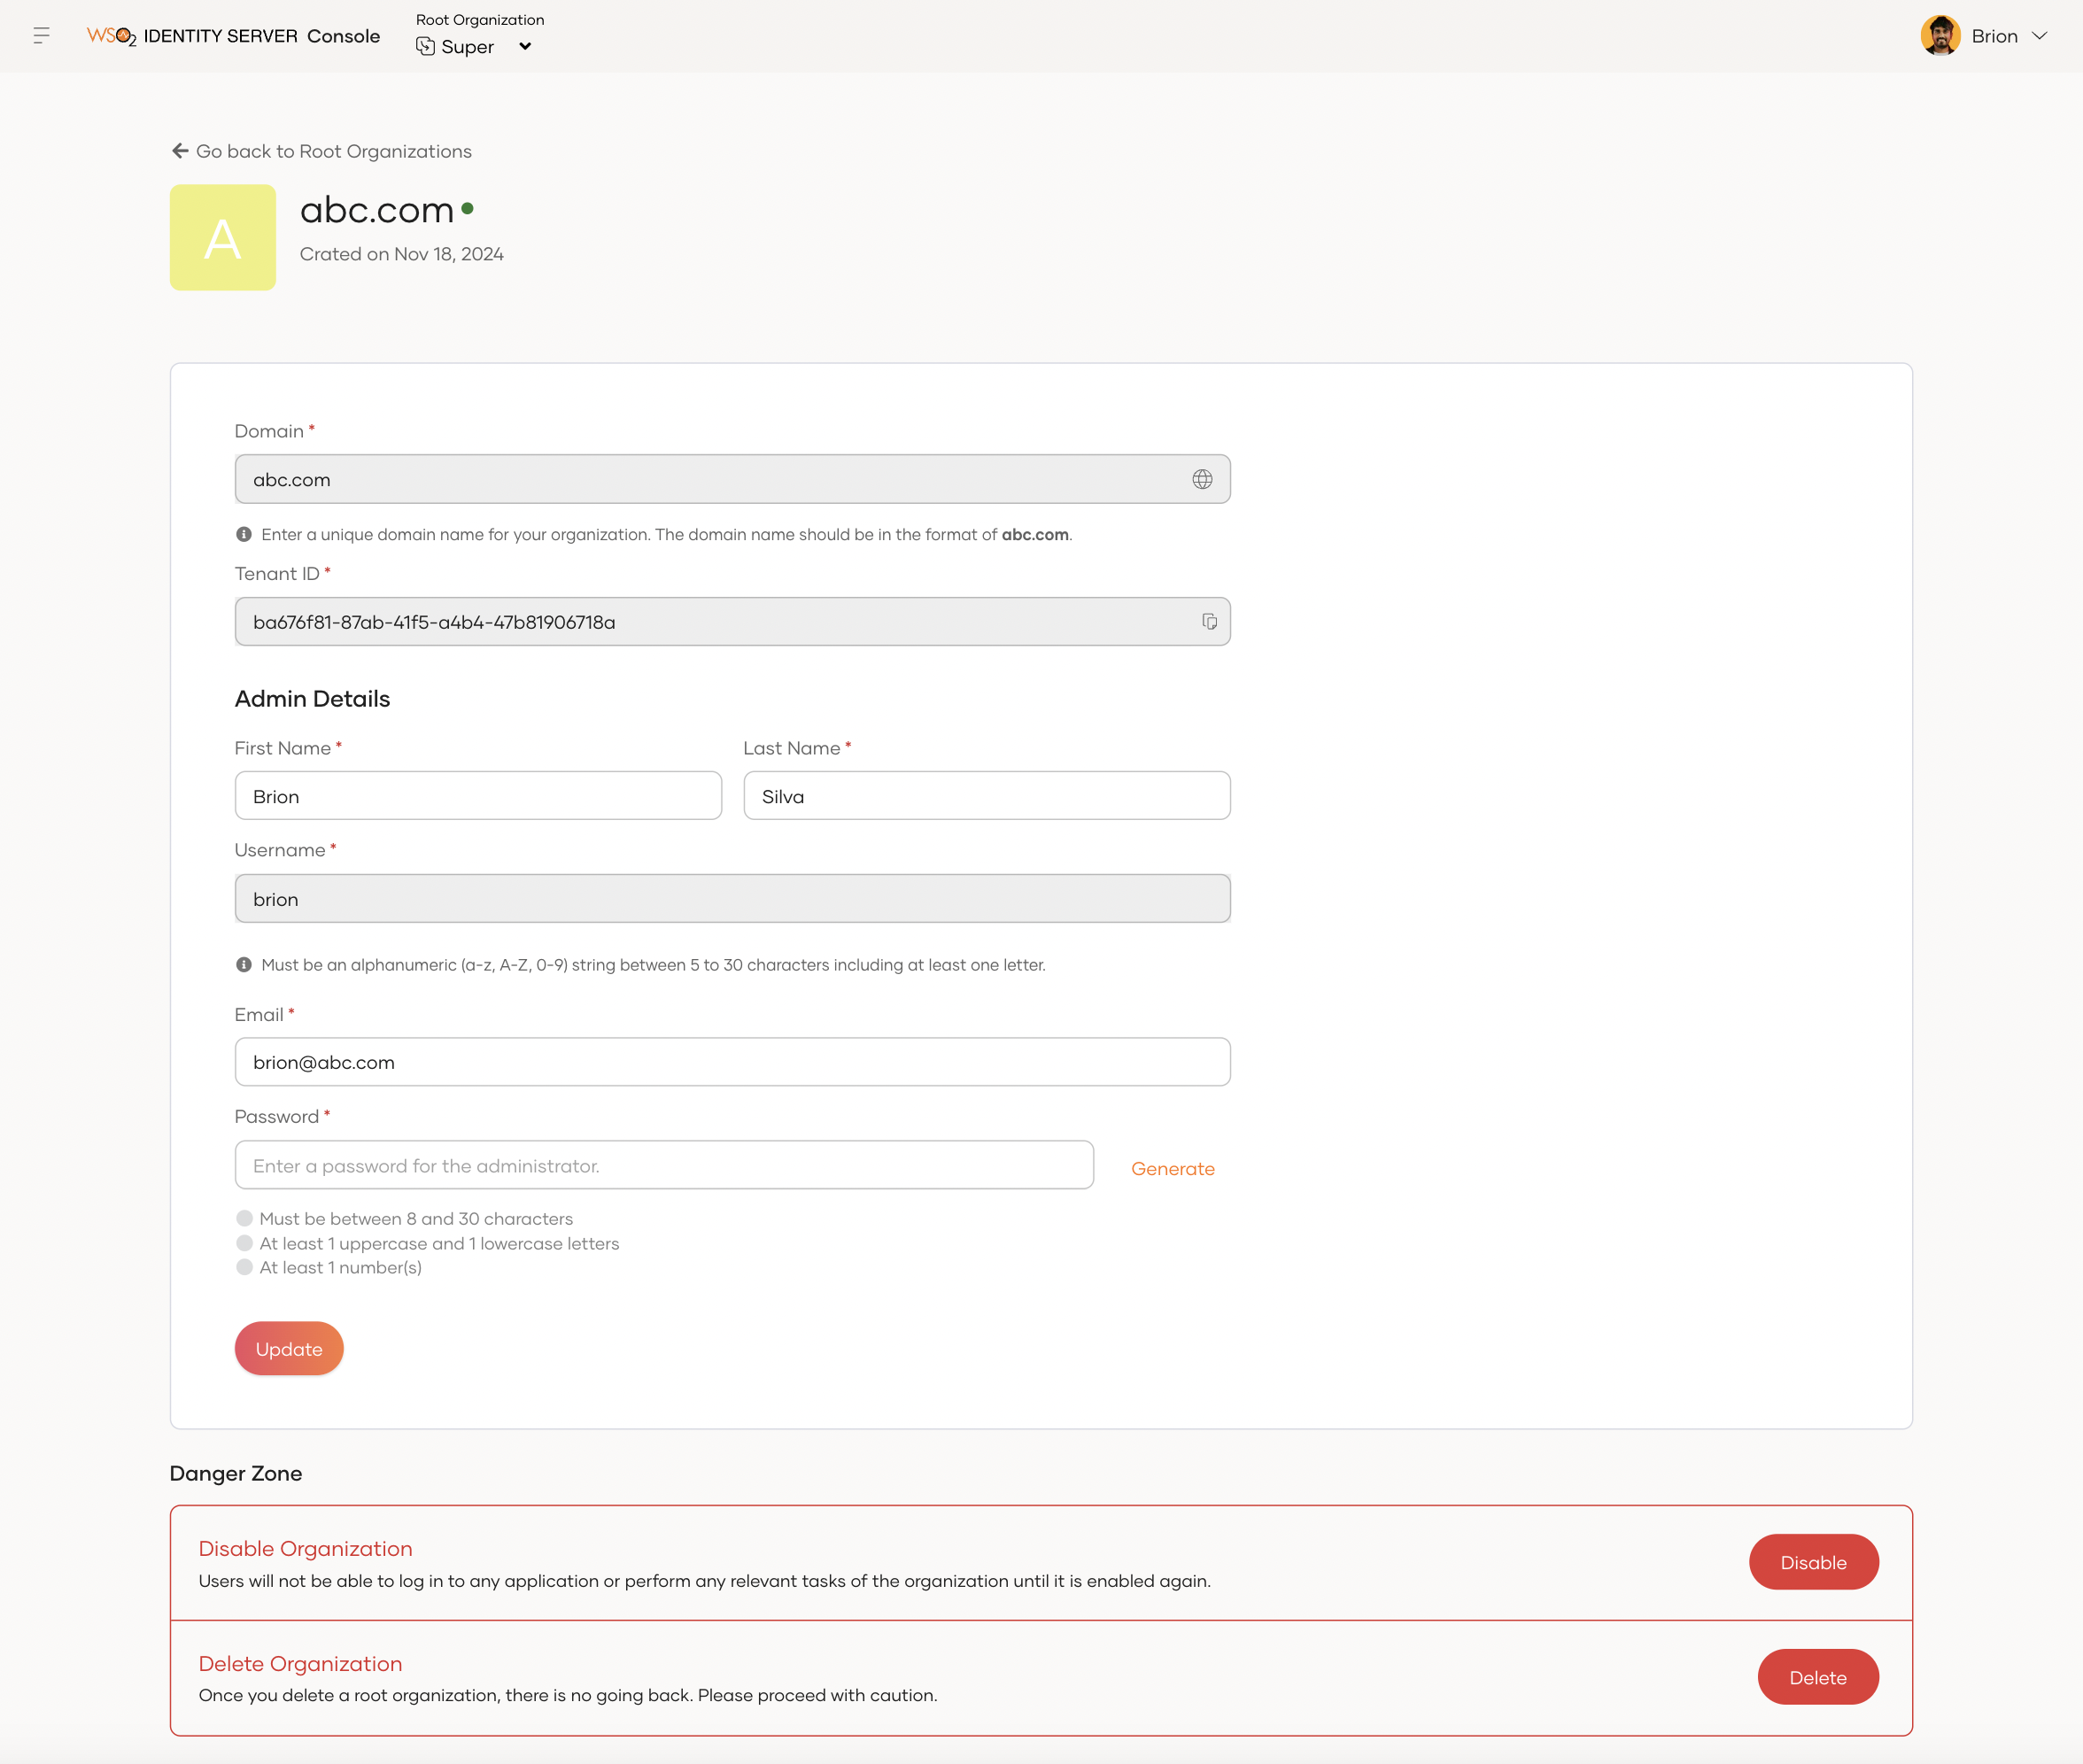 WSO2 IDENTITY SERVER Console
Root Organization
Super
Brion
Go back to Root Organizations
A
abc.com
Crated on Nov 18, 2024
Domain *
abc.com
Enter a unique domain name for your organization. The domain name should be in the format of abc.com.
Tenant ID *
ba676f81-87ab-41f5-a4b4-47b81906718a
Admin Details
First Name * Last Name *
Brion Silva
Username *
brion
Must be an alphanumeric (a-z, A-Z, 0-9) string between 5 to 30 characters including at least one letter.
Email *
brion@abc.com
Password *
Enter a password for the administrator. Generate
Must be between 8 and 30 characters
At least 1 uppercase and 1 lowercase letters
At least 1 number(s)
Update
Danger Zone
Disable Organization
Users will not be able to log in to any application or perform any relevant tasks of the organization until it is enabled again.
Disable
Delete Organization
Once you delete a root organization, there is no going back. Please proceed with caution.
Delete